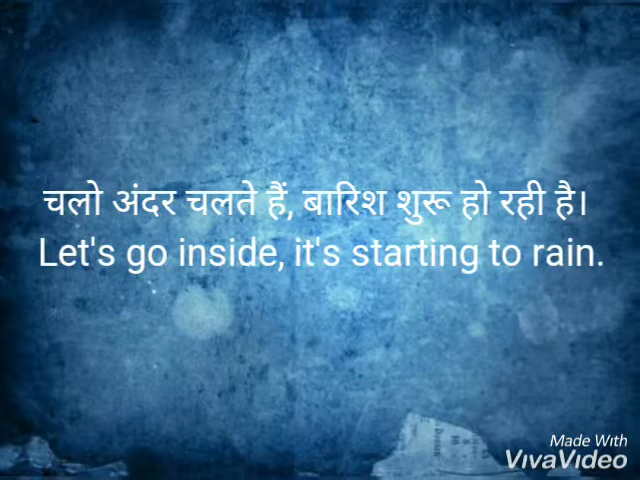 चलो अंदर चलते हैं, बारिश शुरू हो रही है।
Let's go inside, it's starting to rain.
Made With
VivaVideo